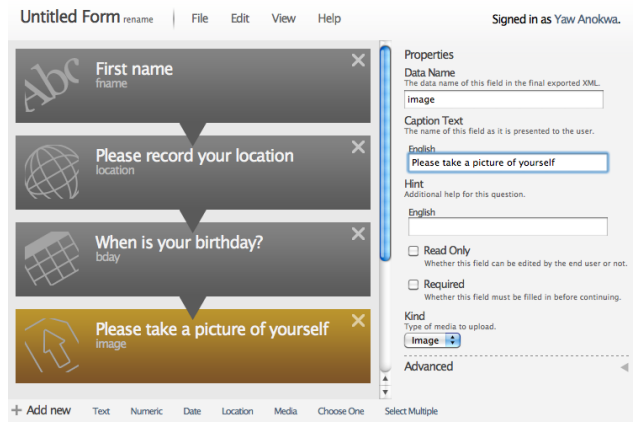 Untitled Form rename File Edit View Help Signed in as Yaw Anokwa.
Abc
First name
fname
Please record your location
location
When is your birthday?
bday
Please take a picture of yourself
image
Properties
Data Name
The data name of this field in the final exported XML.
image
Caption Text
The name of this field as it is presented to the user.
English
Please take a picture of yourself
Hint
Additional help for this question.
English
Read Only
Whether this field can be edited by the end user or not.
Required
Whether this field must be filled in before continuing.
Kind
Type of media to upload.
Image
Advanced
+ Add new Text Numeric Date Location Media Choose One Select Multiple